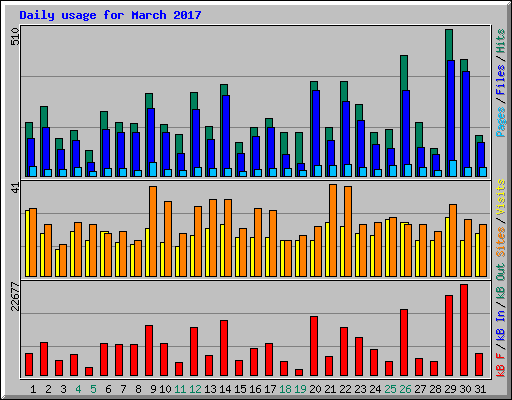 Daily usage for March 2017
510
Pages / Files / Hits
41
Sites / Visits
22677
kB F / kB In / kB Out
1 2 3 4 5 6 7 8 9 10 11 12 13 14 15 16 17 18 19 20 21 22 23 24 25 26 27 28 29 30 31